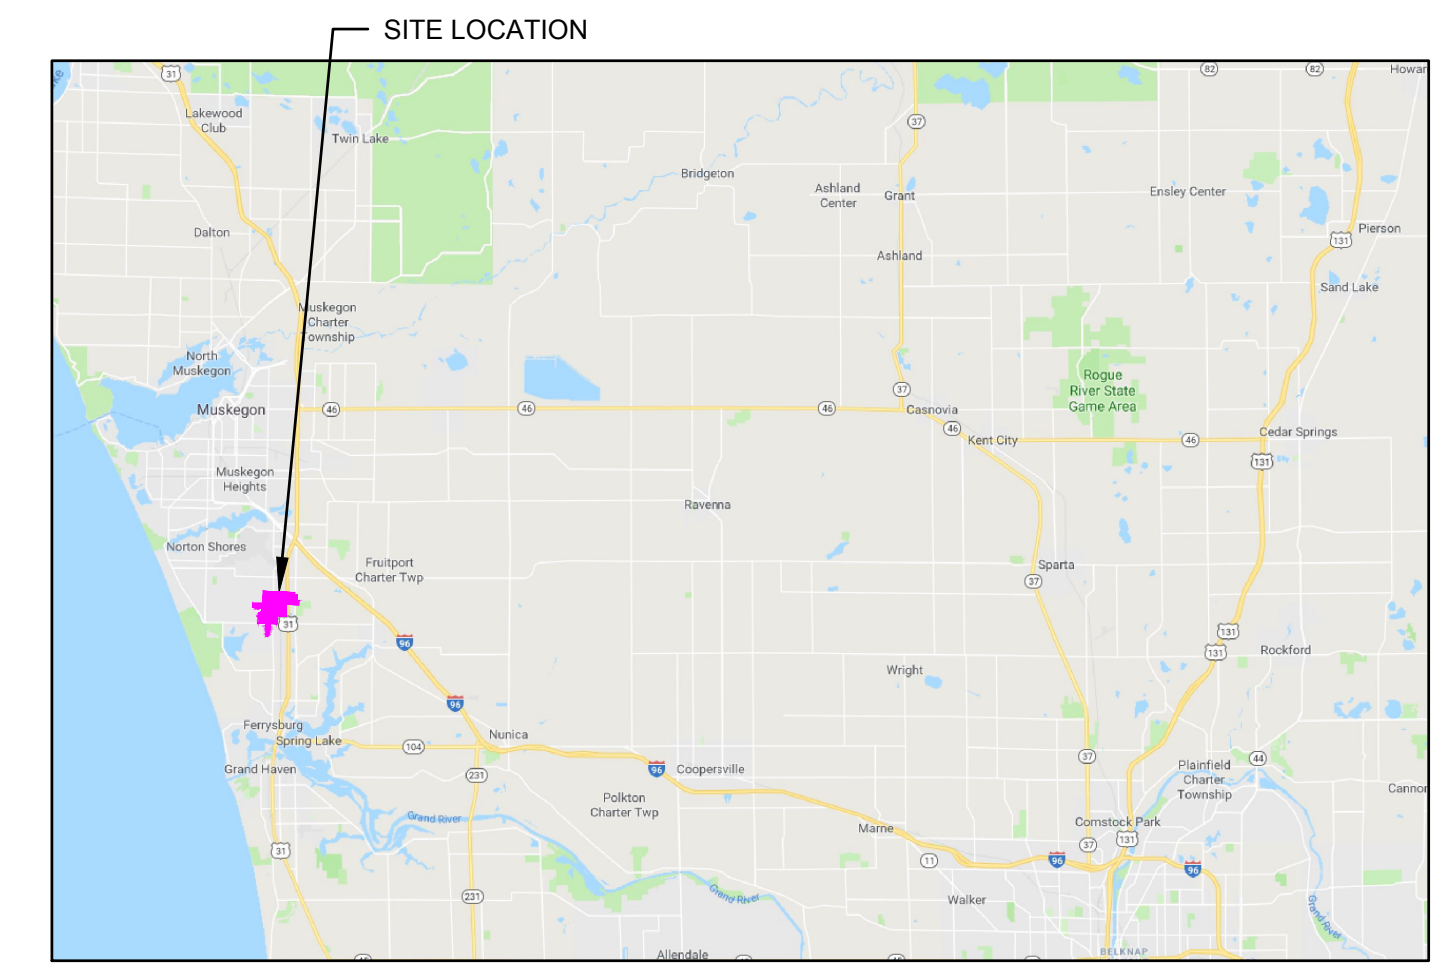 SITE LOCATION
31
82
82
Howar
Lakewood
Club
Twin Lake
37
Bridgeton
Ashland
Center
Grant
Ensley Center
Dalton
Pierson
131
Ashland
Sand Lake
Muskegon
Charter
Township
North
Muskegon
Rogue
River State
Game Area
37
Muskegon
46
46
46
Casnovia
46
Kent City
46
Cedar Springs
131
Muskegon
Heights
Ravenna
Norton Shores
Fruitport
Charter Twp
Sparta
37
31
96
131
131
Rockford
Wright
96
Ferrysburg
Spring Lake
104
Nunica
Grand Haven
231
96
Coopersville
37
44
Plainfield
Charter
Township
Polkton
Charter Twp
Cannon
Grand River
Marne
Comstock Park
31
11
96
37
131
96
231
Grand River
Walker
Grand River
Allendale
BELKNAP